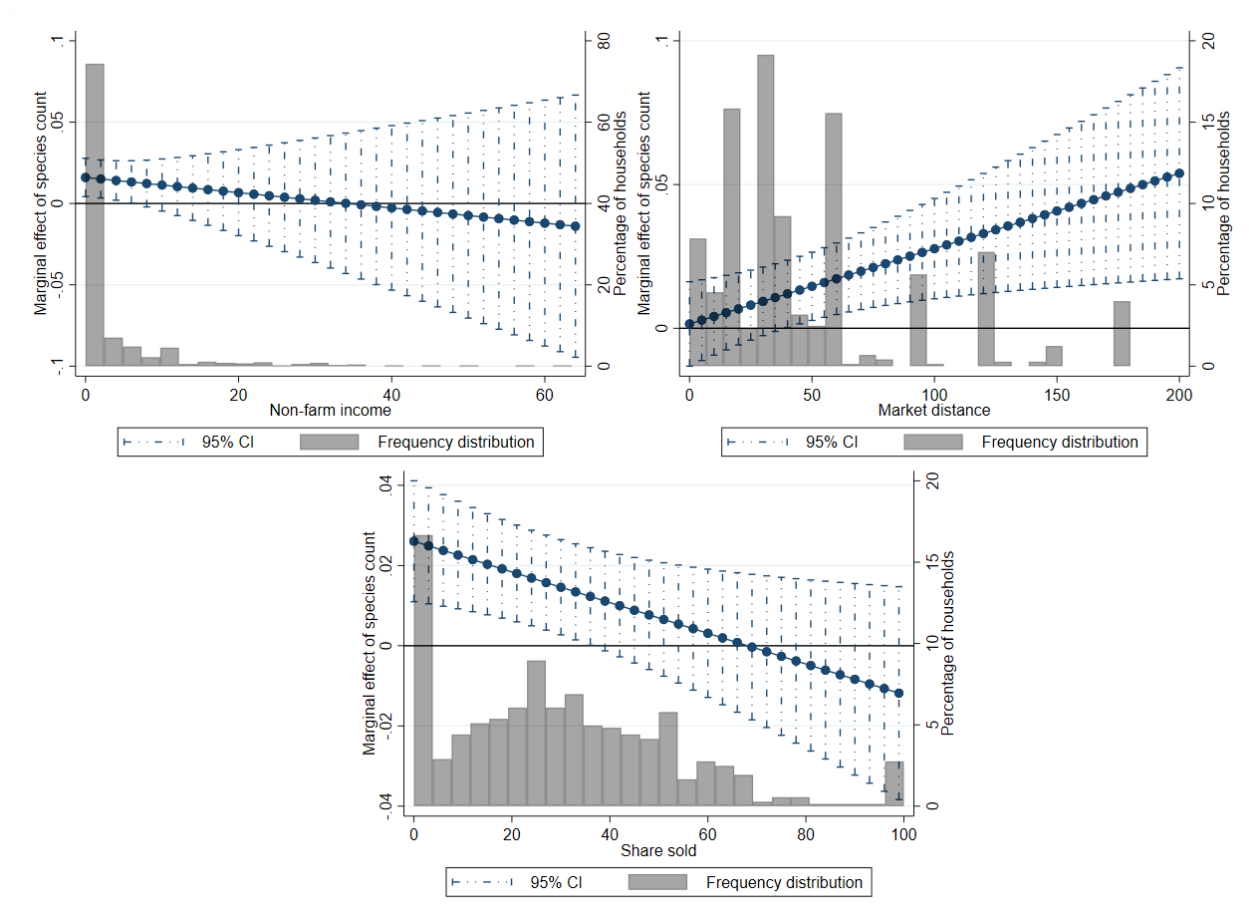 .1
.05
0
-.05
-.1
Marginal effect of species count
80
60
40
20
0
Percentage of households
0 20 40 60
Non-farm income
95% CI Frequency distribution
.1
.05
0
Marginal effect of species count
20
15
10
5
0
Percentage of households
0 50 100 150 200
Market distance
95% CI Frequency distribution
.04
.02
0
-.02
-.04
Marginal effect of species count
20
15
10
5
0
Percentage of households
0 20 40 60 80 100
Share sold
95% CI Frequency distribution